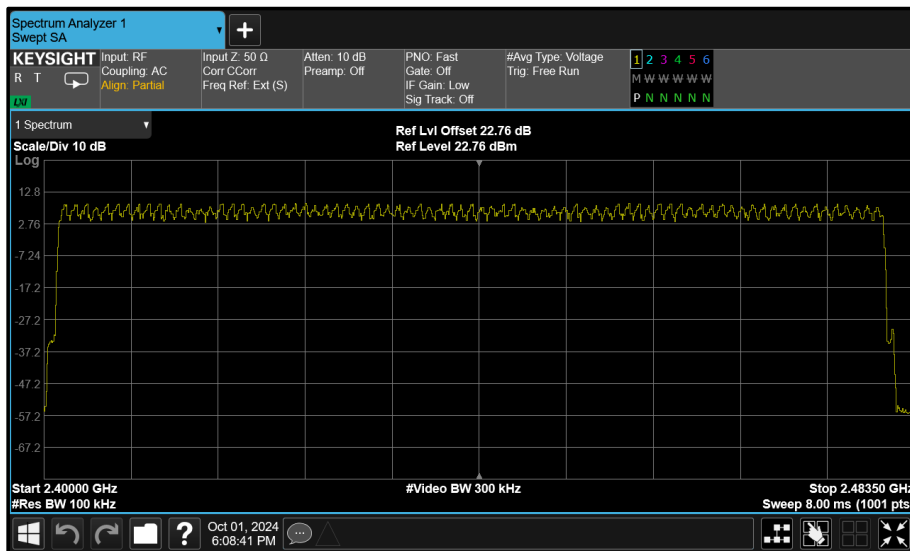 Spectrum Analyzer 1
Swept SA
+
KEYSIGHT
R T
LXI
Input: RF
Coupling: AC
Align: Partial
Input Z: 50 Ω
Corr CCorr
Freq Ref: Ext (S)
Atten: 10 dB
Preamp: Off
PNO: Fast
Gate: Off
IF Gain: Low
Sig Track: Off
#Avg Type: Voltage
Trig: Free Run
1 2 3 4 5 6
M W W W W W
P N N N N N
1 Spectrum
Scale/Div 10 dB
Ref Lvl Offset 22.76 dB
Ref Level 22.76 dBm
Log
12.8
2.76
-7.24
-17.2
-27.2
-37.2
-47.2
-57.2
-67.2
Start 2.40000 GHz
#Res BW 100 kHz
#Video BW 300 kHz
Stop 2.48350 GHz
Sweep 8.00 ms (1001 pts
?
Oct 01, 2024
6:08:41 PM